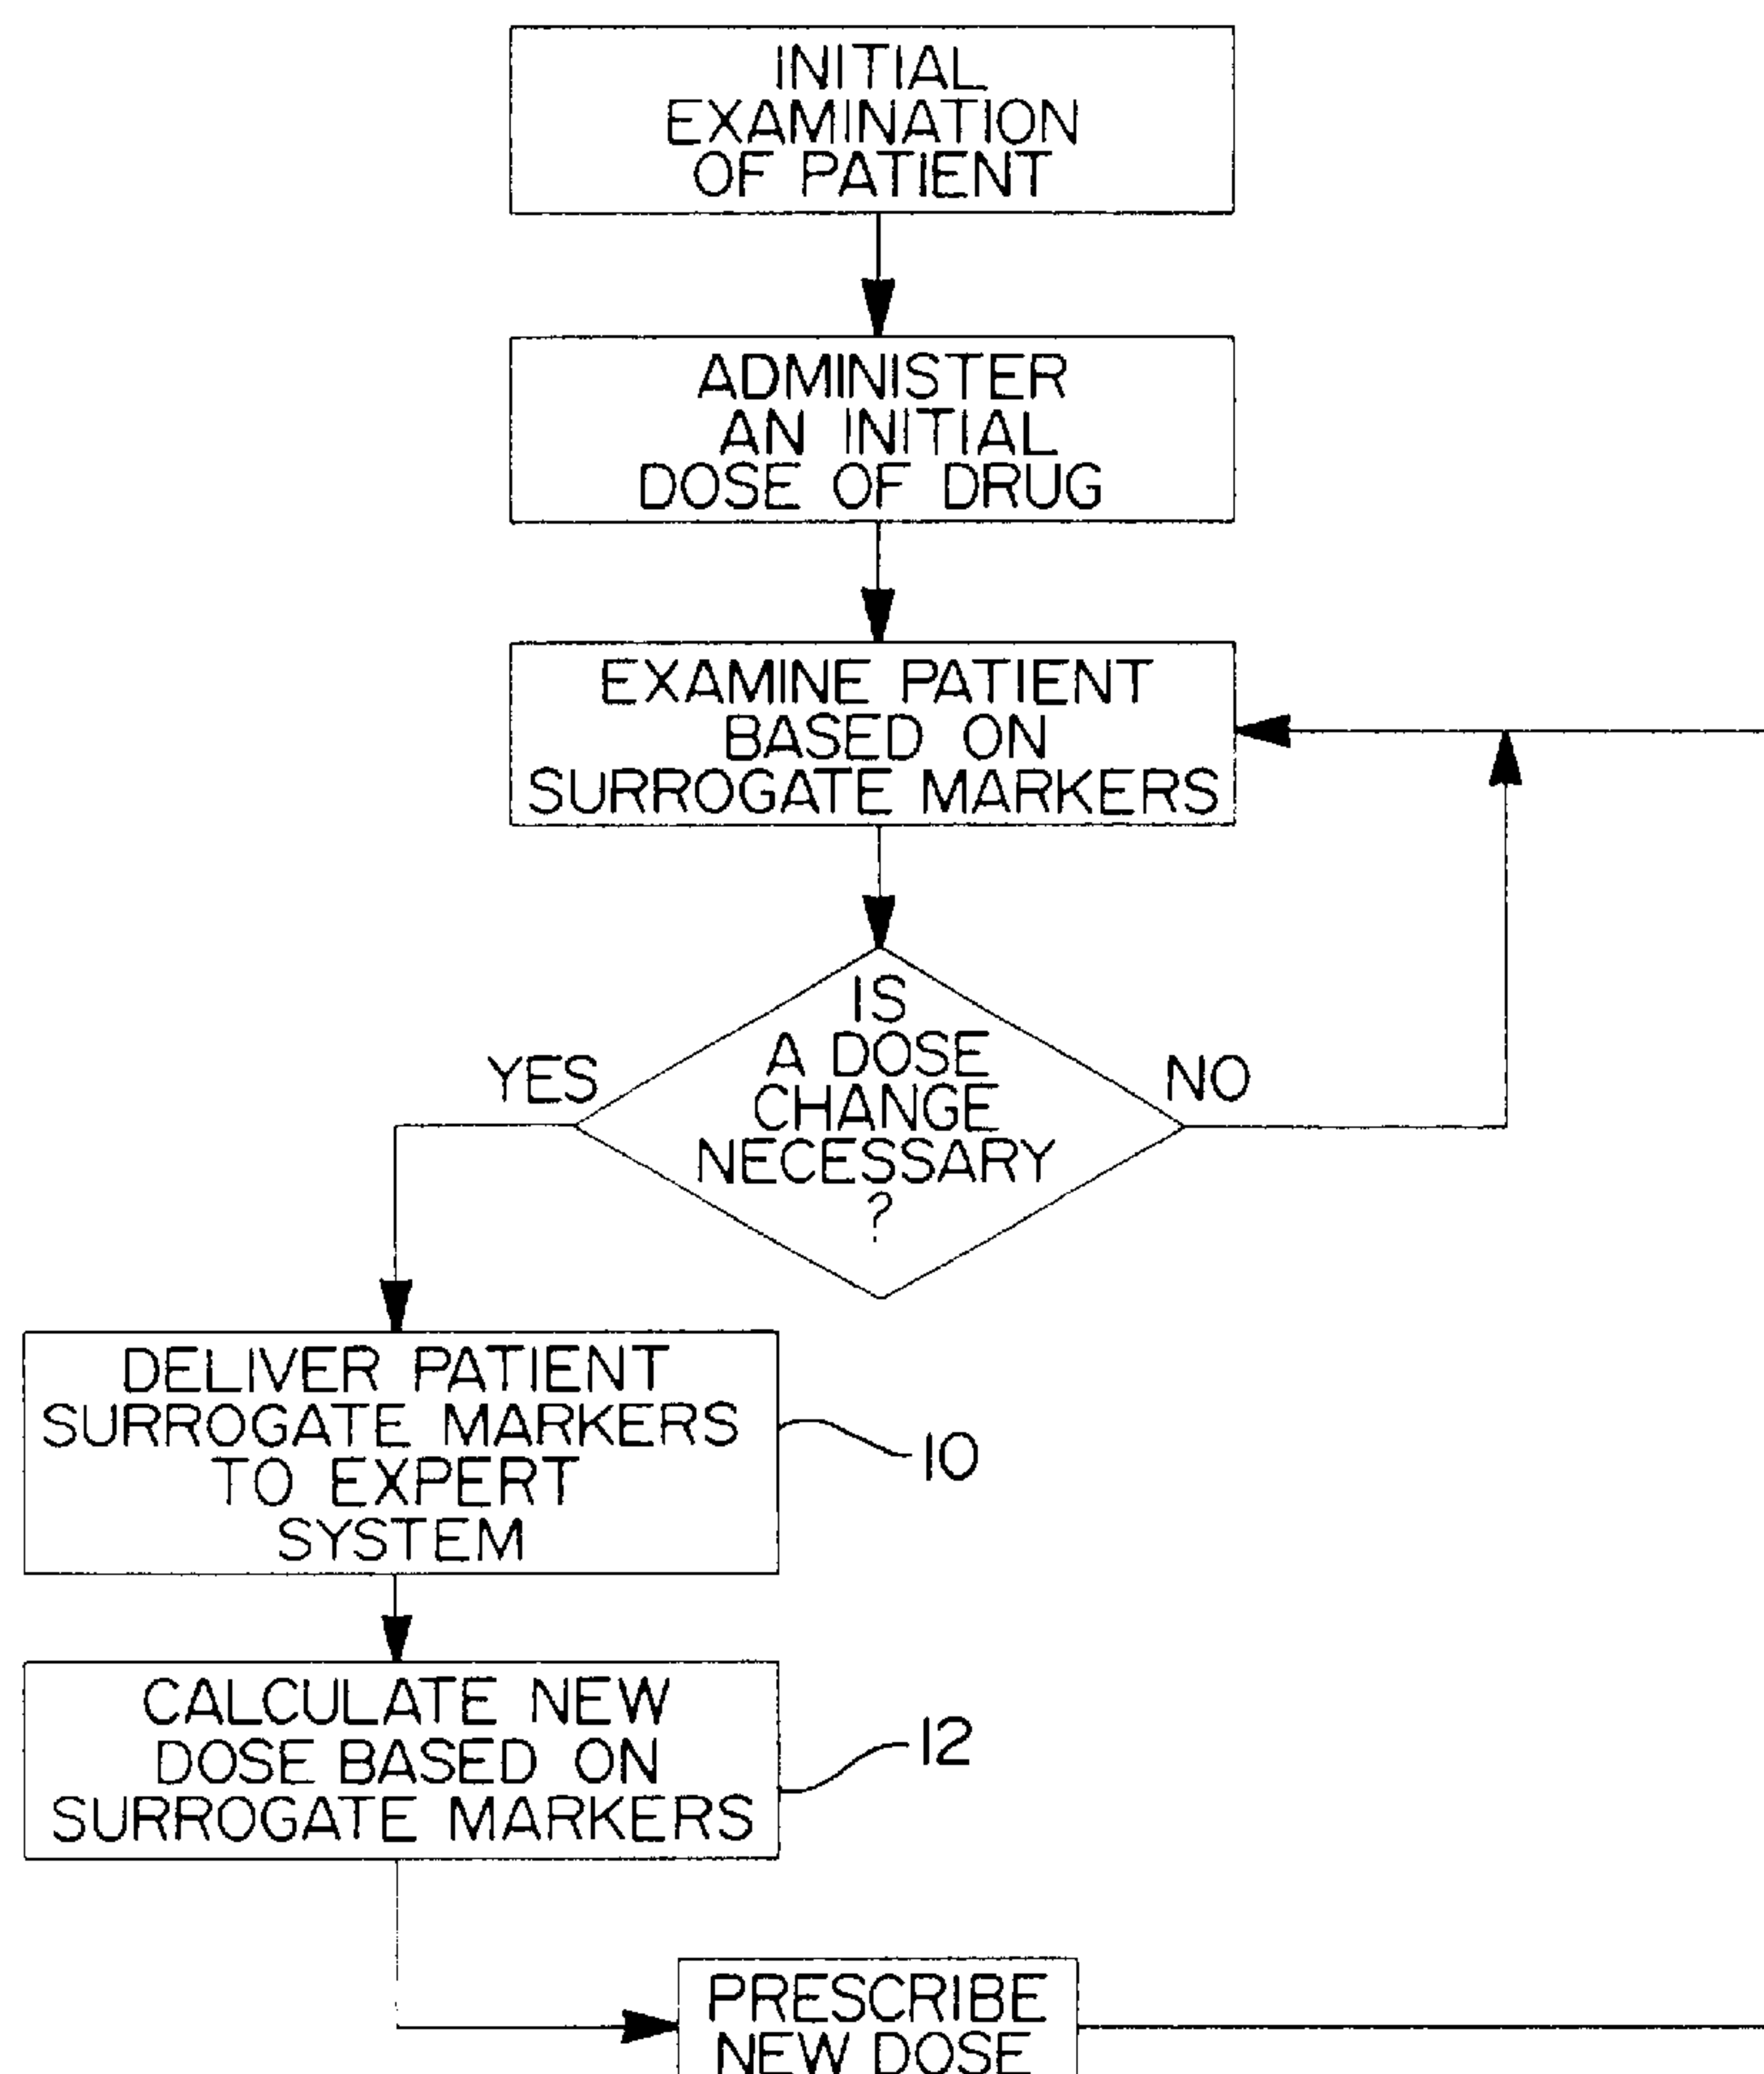 INITIAL
EXAMINATION
OF PATIENT
ADMINISTER
AN INITIAL
DOSE OF DRUG
EXAMINE PATIENT
BASED ON
SURROGATE MARKERS
IS
A DOSE
CHANGE
NECESSARY
?
YES
NO
DELIVER PATIENT
SURROGATE MARKERS
TO EXPERT
SYSTEM
10
CALCULATE NEW
DOSE BASED ON
SURROGATE MARKERS
12
PRESCRIBE
NEW DOSE